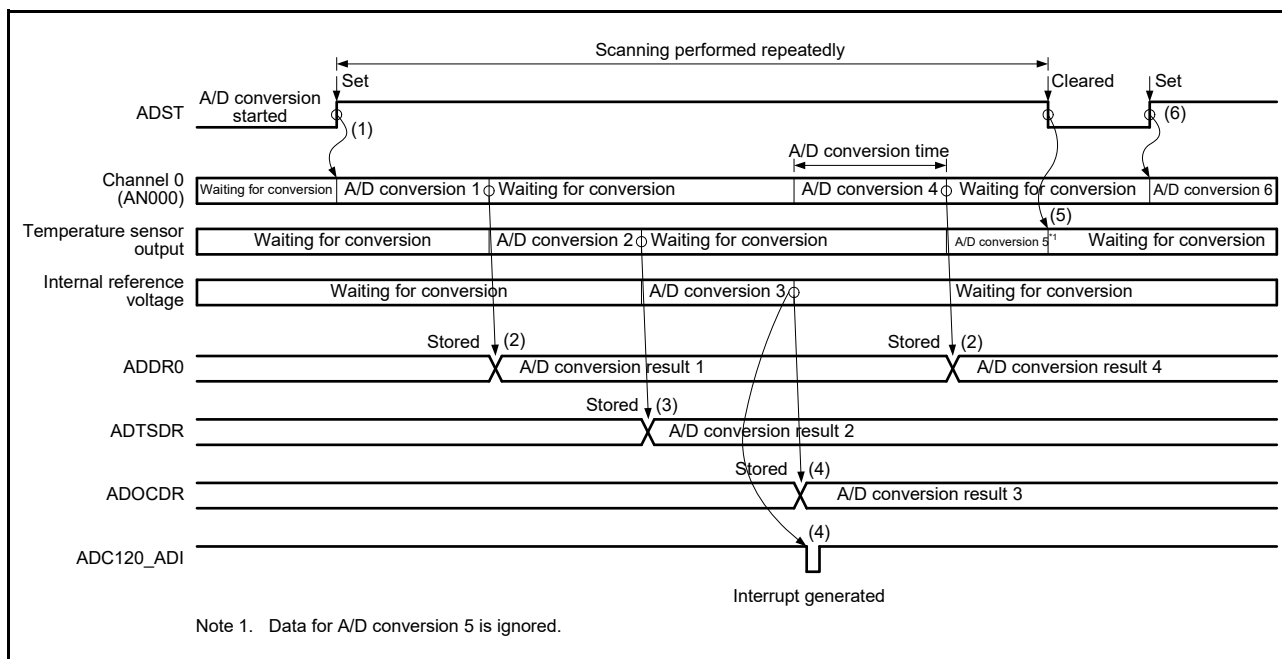 Scanning performed repeatedly
Set
Cleared
Set
ADST
A/D conversion
started
(1)
(6)
A/D conversion time
Channel 0
(AN000)
Waiting for conversion
A/D conversion 1
Waiting for conversion
A/D conversion 4
Waiting for conversion
A/D conversion 6
(5)
Temperature sensor
output
Waiting for conversion
A/D conversion 2
Waiting for conversion
A/D conversion 5*1
Waiting for conversion
Internal reference
voltage
Waiting for conversion
A/D conversion 3
Waiting for conversion
Stored
(2)
Stored
(2)
ADDR0
A/D conversion result 1
A/D conversion result 4
Stored
(3)
ADTSDR
A/D conversion result 2
Stored
(4)
ADOCDR
A/D conversion result 3
(4)
ADC120_ADI
Interrupt generated
Note 1. Data for A/D conversion 5 is ignored.